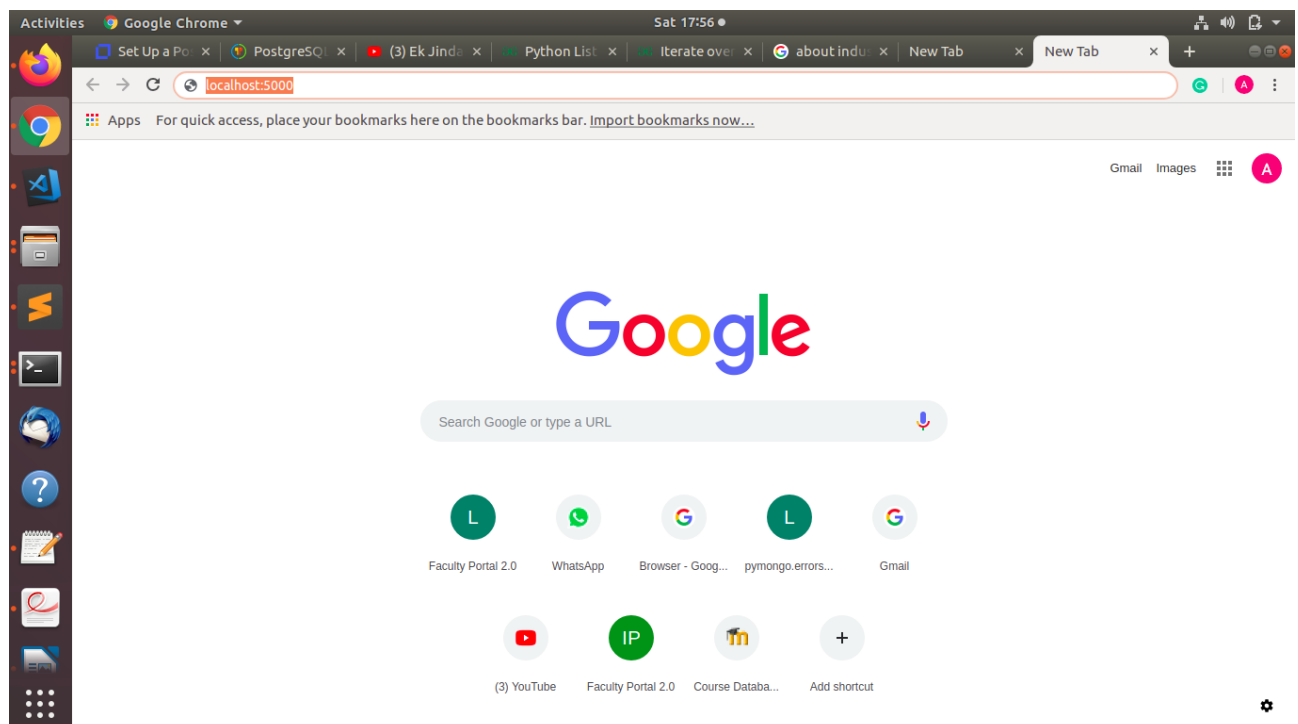 Activities Google Chrome Sat 17:56
Set Up a Po PostgreSQ (3) Ek Jinda Python List Iterate over about indus New Tab New Tab
localhost:5000
Apps For quick access, place your bookmarks here on the bookmarks bar. Import bookmarks now…
Gmail Images A
Google
Search Google or type a URL
L L
Faculty Portal 2.0 WhatsApp Browser - Goog... pymongo.errors... Gmail
IP
(3) YouTube Faculty Portal 2.0 Course Databa... Add shortcut